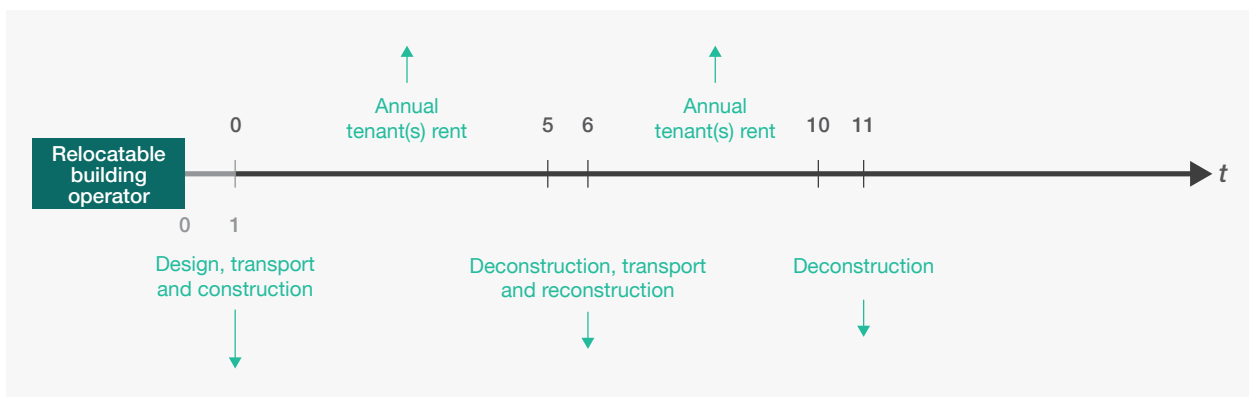 Annual
tenant(s) rent
Annual
tenant(s) rent
0
5
6
10
11
Relocatable
building
operator
t
0
1
Design, transport
and construction
Deconstruction, transport
and reconstruction
Deconstruction